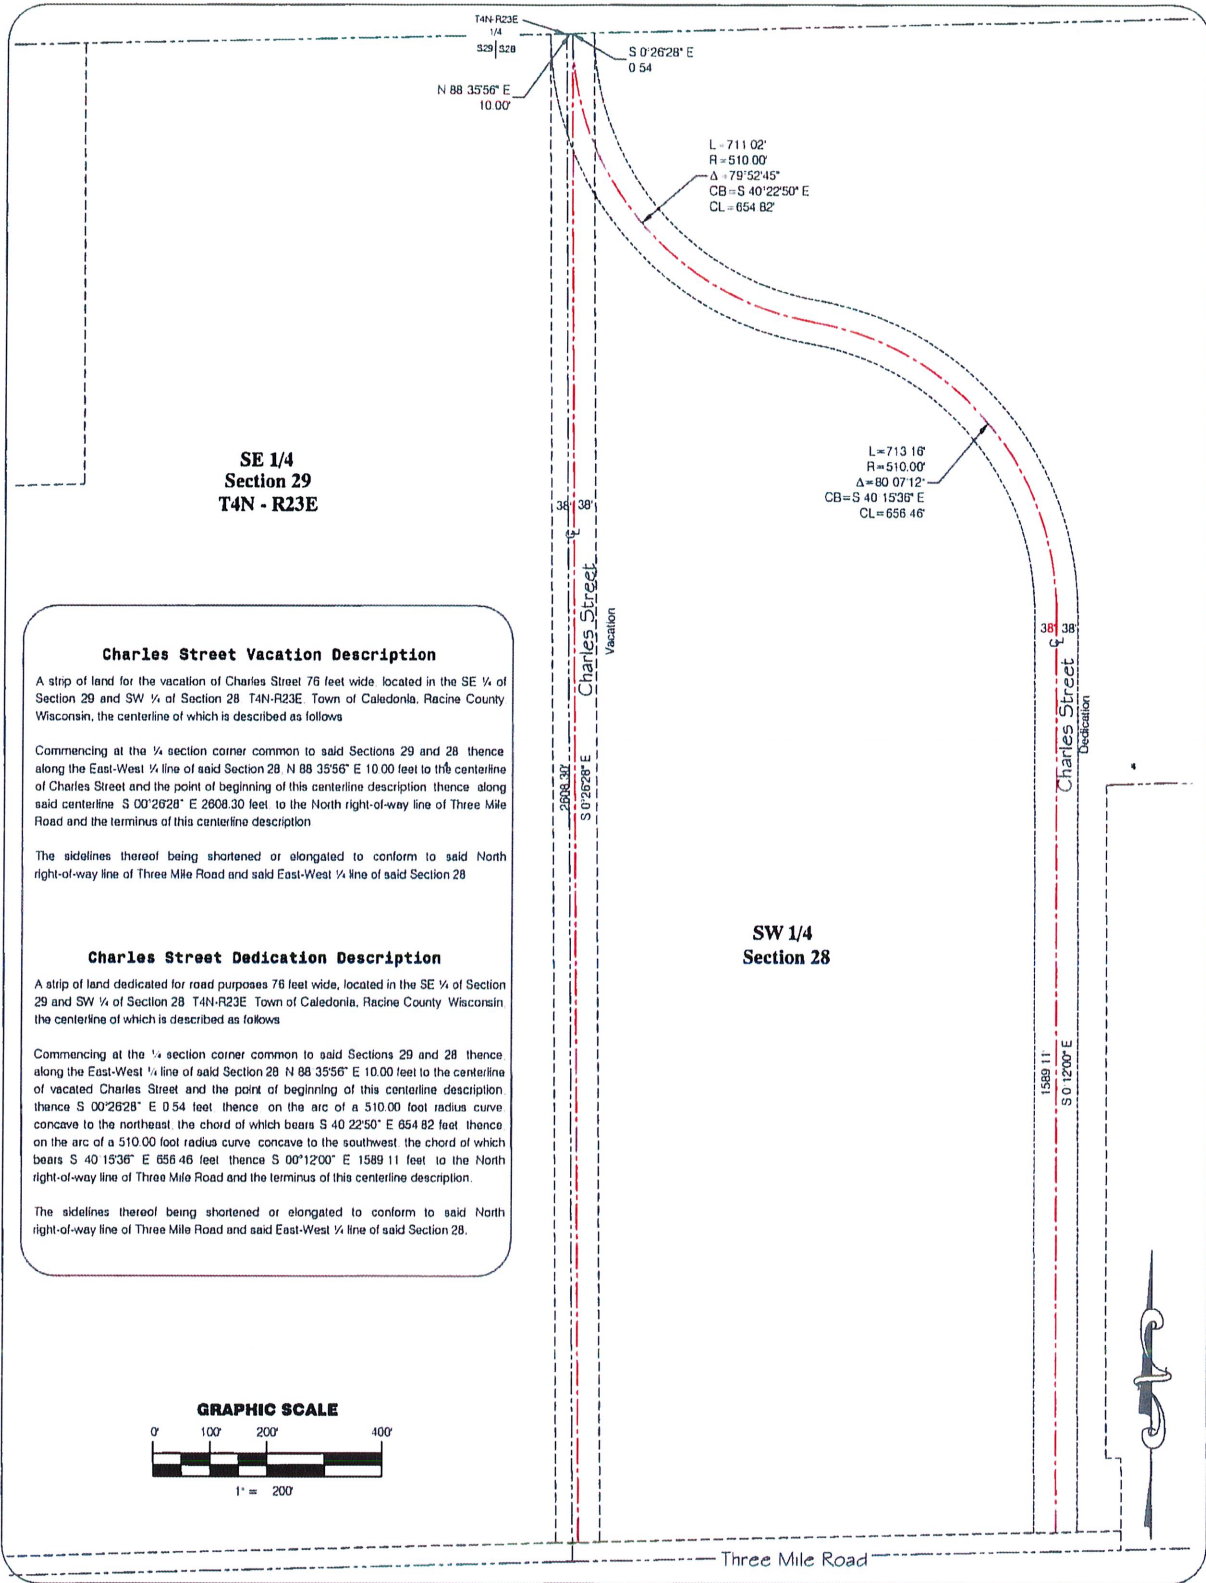 T4N-R23E
1/4
S29 S28
S 0°26'28" E
0 54
N 88 35'56" E
10.00'
L=711 02'
R=510 00'
Δ=79°52'45"
CB=S 40°22'50" E
CL=654 82'
L=713 16'
R=510.00'
Δ=80 07'12"
CB=S 40 15'36" E
CL=656 46'
SE 1/4
Section 29
T4N - R23E
38' 38'
CL
Charles Street
Vacation
2608.30'
S 0°26'28" E
38' 38'
CL
Charles Street
Dedication
1589 11'
S 0 12'00" E
SW 1/4
Section 28
Charles Street Vacation Description
A strip of land for the vacation of Charles Street 76 feet wide, located in the SE ¼ of
Section 29 and SW ¼ of Section 28 T4N-R23E, Town of Caledonia, Racine County
Wisconsin, the centerline of which is described as follows
Commencing at the ¼ section corner common to said Sections 29 and 28 thence
along the East-West ¼ line of said Section 28, N 88 35'56" E 10 00 feet to the centerline
of Charles Street and the point of beginning of this centerline description thence along
said centerline S 00°26'28" E 2608.30 feet to the North right-of-way line of Three Mile
Road and the terminus of this centerline description
The sidelines thereof being shortened or elongated to conform to said North
right-of-way line of Three Mile Road and said East-West ¼ line of said Section 28
Charles Street Dedication Description
A strip of land dedicated for road purposes 76 feet wide, located in the SE ¼ of Section
29 and SW ¼ of Section 28 T4N-R23E Town of Caledonia, Racine County Wisconsin
the centerline of which is described as follows
Commencing at the ¼ section corner common to said Sections 29 and 28 thence,
along the East-West ¼ line of said Section 28 N 88 35'56" E 10.00 feet to the centerline
of vacated Charles Street and the point of beginning of this centerline description,
thence S 00°26'28" E 0 54 feet thence on the arc of a 510.00 foot radius curve
concave to the northeast, the chord of which bears S 40 22'50" E 654 82 feet thence
on the arc of a 510 00 foot radius curve concave to the southwest the chord of which
bears S 40 15'36" E 656 46 feet thence S 00°12'00" E 1589 11 feet to the North
right-of-way line of Three Mile Road and the terminus of this centerline description.
The sidelines thereof being shortened or elongated to conform to said North
right-of-way line of Three Mile Road and said East-West ¼ line of said Section 28.
GRAPHIC SCALE
0' 100' 200' 400'
1" = 200'
Three Mile Road